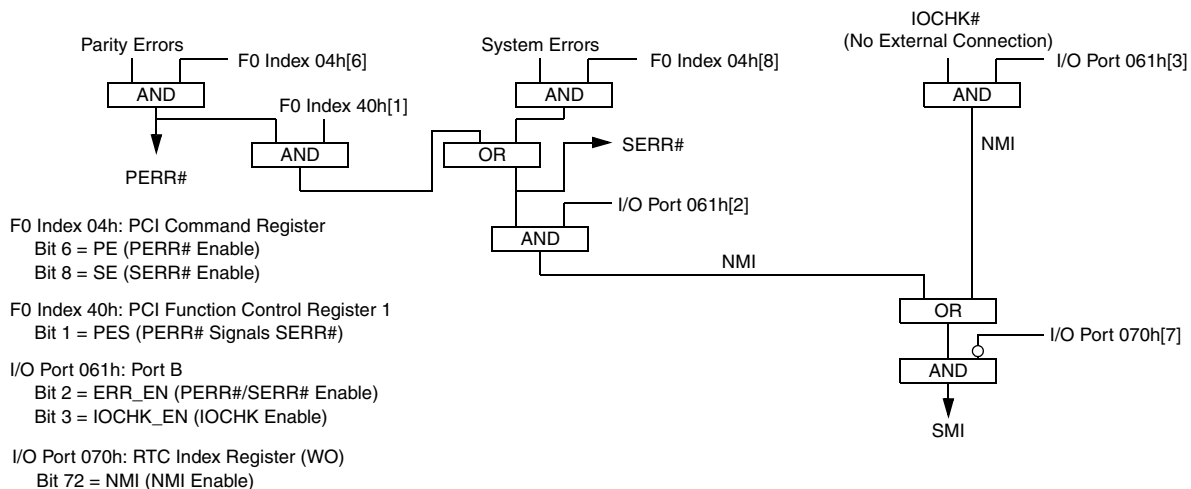 IOCHK#
(No External Connection)
Parity Errors
System Errors
F0 Index 04h[6]
F0 Index 04h[8]
I/O Port 061h[3]
AND
AND
AND
F0 Index 40h[1]
AND
OR
SERR#
NMI
PERR#
I/O Port 061h[2]
AND
NMI
F0 Index 04h: PCI Command Register
Bit 6 = PE (PERR# Enable)
Bit 8 = SE (SERR# Enable)
F0 Index 40h: PCI Function Control Register 1
Bit 1 = PES (PERR# Signals SERR#)
OR
I/O Port 070h[7]
AND
SMI
I/O Port 061h: Port B
Bit 2 = ERR_EN (PERR#/SERR# Enable)
Bit 3 = IOCHK_EN (IOCHK Enable)
I/O Port 070h: RTC Index Register (WO)
Bit 72 = NMI (NMI Enable)